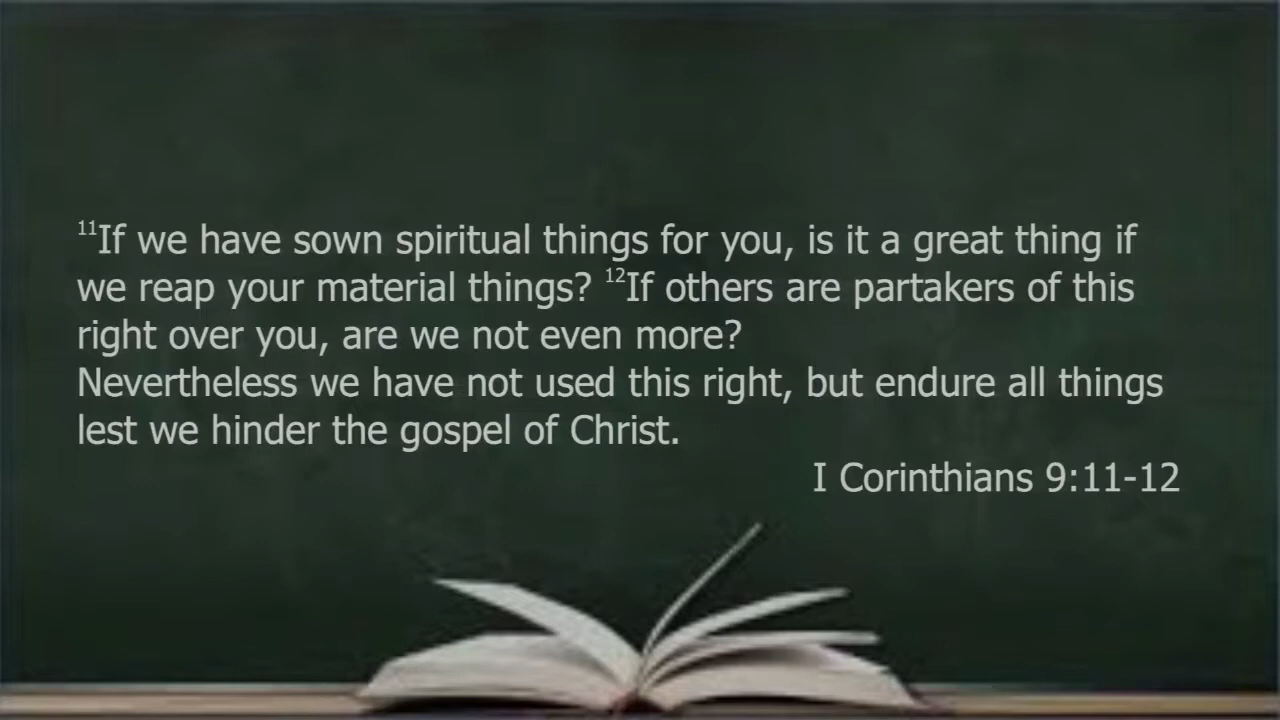 ¹¹If we have sown spiritual things for you, is it a great thing if
we reap your material things? ¹²If others are partakers of this
right over you, are we not even more?
Nevertheless we have not used this right, but endure all things
lest we hinder the gospel of Christ.
I Corinthians 9:11-12